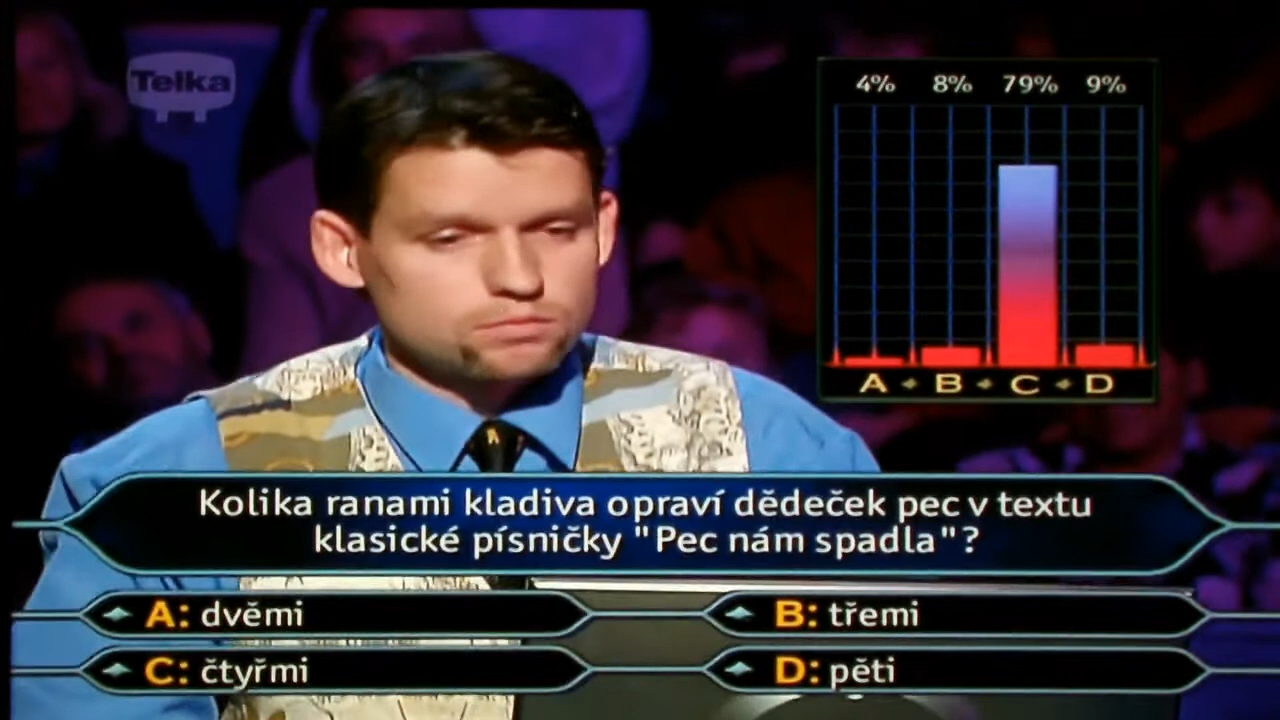 Telka
4% 8% 79% 9%
A B C D
Kolika ranami kladiva opraví dědeček pec v textu
klasické písničky "Pec nám spadla"?
A: dvěmi
B: třemi
C: čtyřmi
D: pěti